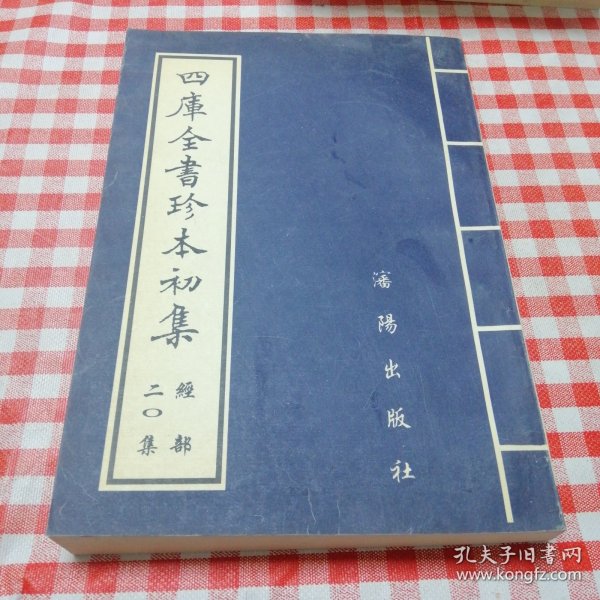 四庫全書珍本初集
經部
二〇集
瀋陽出版社
孔夫子旧书网
www.kongfz.com